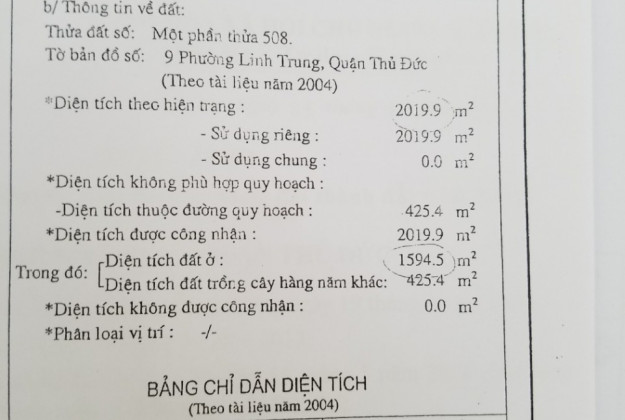 b/ Thông tin về đất:
Thửa đất số: Một phần thửa 508.
Tờ bản đồ số: 9 Phường Linh Trung, Quận Thủ Đức
(Theo tài liệu năm 2004)
*Diện tích theo hiện trạng : 2019.9 m²
- Sử dụng riêng : 2019.9 m²
- Sử dụng chung : 0.0 m²
*Diện tích không phù hợp quy hoạch :
-Diện tích thuộc đường quy hoạch : 425.4 m²
*Diện tích được công nhận : 2019.9 m²
Trong đó: Diện tích đất ở : 1594.5 m²
Diện tích đất trồng cây hàng năm khác: 425.4 m²
*Diện tích không được công nhận : 0.0 m²
*Phân loại vị trí : -/-
BẢNG CHỈ DẪN DIỆN TÍCH
(Theo tài liệu năm 2004)